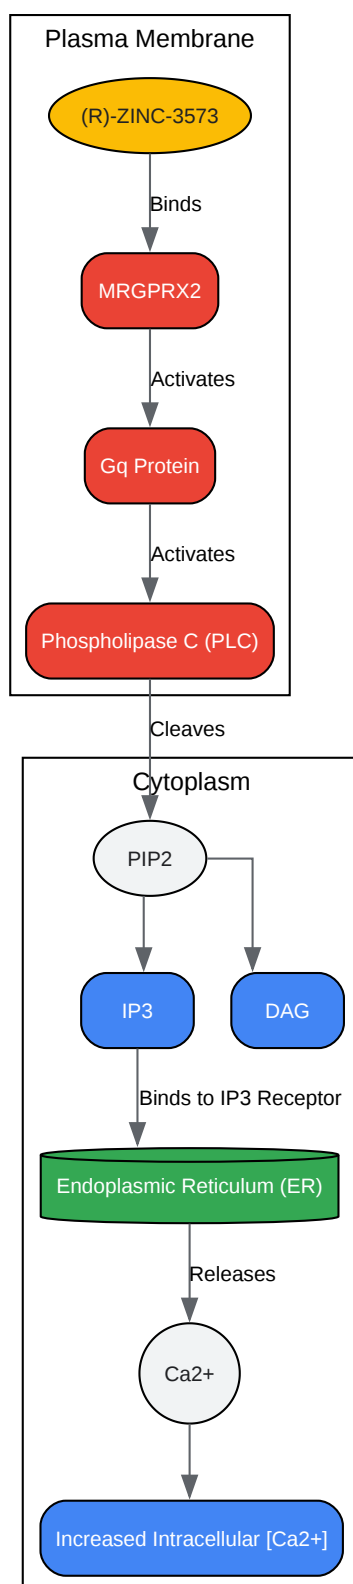 Plasma Membrane
(R)-ZINC-3573
Binds
MRGPRX2
Activates
Gq Protein
Activates
Phospholipase C (PLC)
Cleaves
Cytoplasm
PIP2
IP3
DAG
Binds to IP3 Receptor
Endoplasmic Reticulum (ER)
Releases
Ca2+
Increased Intracellular [Ca2+]